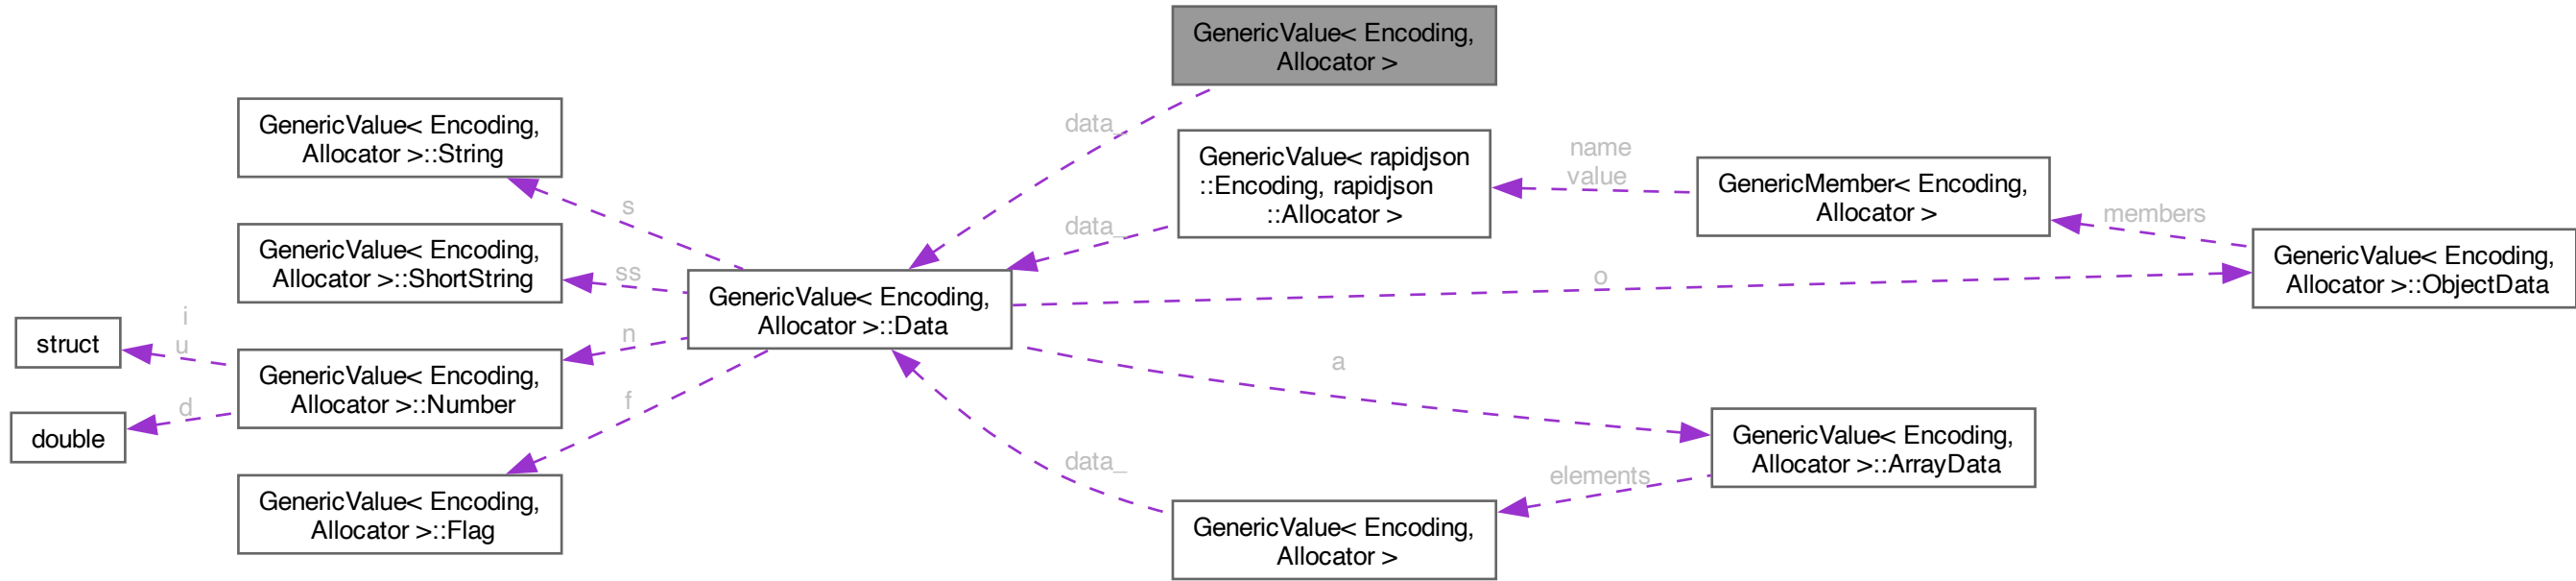 GenericValue< Encoding,
Allocator >
data_
GenericValue< Encoding,
Allocator >::String
GenericValue< rapidjson
::Encoding, rapidjson
::Allocator >
name
value
GenericMember< Encoding,
Allocator >
s
data_
members
GenericValue< Encoding,
Allocator >::ShortString
ss
GenericValue< Encoding,
Allocator >::Data
o
GenericValue< Encoding,
Allocator >::ObjectData
struct
i
u
n
GenericValue< Encoding,
Allocator >::Number
a
double
d
f
GenericValue< Encoding,
Allocator >::ArrayData
data_
elements
GenericValue< Encoding,
Allocator >::Flag
GenericValue< Encoding,
Allocator >